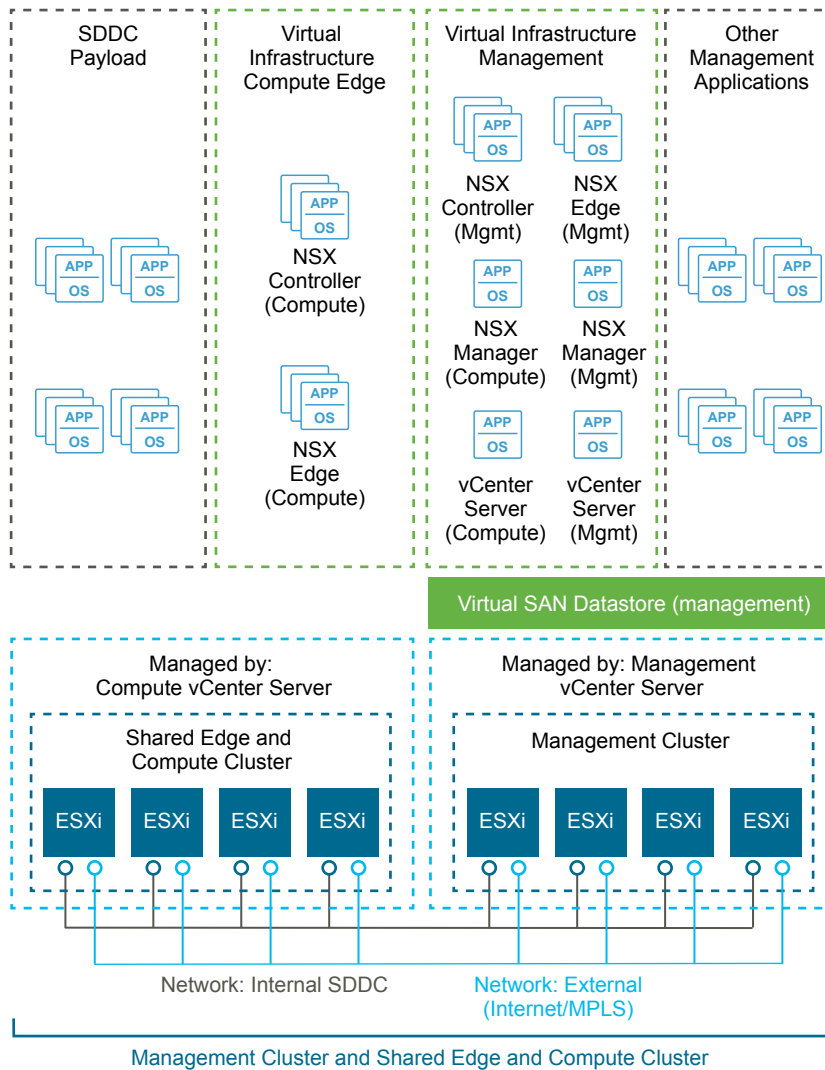 SDDC
Payload
Virtual
Infrastructure
Compute Edge
Virtual Infrastructure
Management
Other
Management
Applications
APP
OS
APP
OS
APP
OS
APP
OS
APP
OS
NSX
Controller
(Compute)
APP
OS
NSX
Edge
(Compute)
APP
OS
NSX
Controller
(Mgmt)
APP
OS
NSX
Edge
(Mgmt)
APP
OS
NSX
Manager
(Compute)
APP
OS
NSX
Manager
(Mgmt)
APP
OS
vCenter
Server
(Compute)
APP
OS
vCenter
Server
(Mgmt)
APP
OS
APP
OS
APP
OS
APP
OS
Virtual SAN Datastore (management)
Managed by:
Compute vCenter Server
Shared Edge and
Compute Cluster
ESXi
ESXi
ESXi
ESXi
Managed by: Management
vCenter Server
Management Cluster
ESXi
ESXi
ESXi
ESXi
Network: Internal SDDC
Network: External
(Internet/MPLS)
Management Cluster and Shared Edge and Compute Cluster